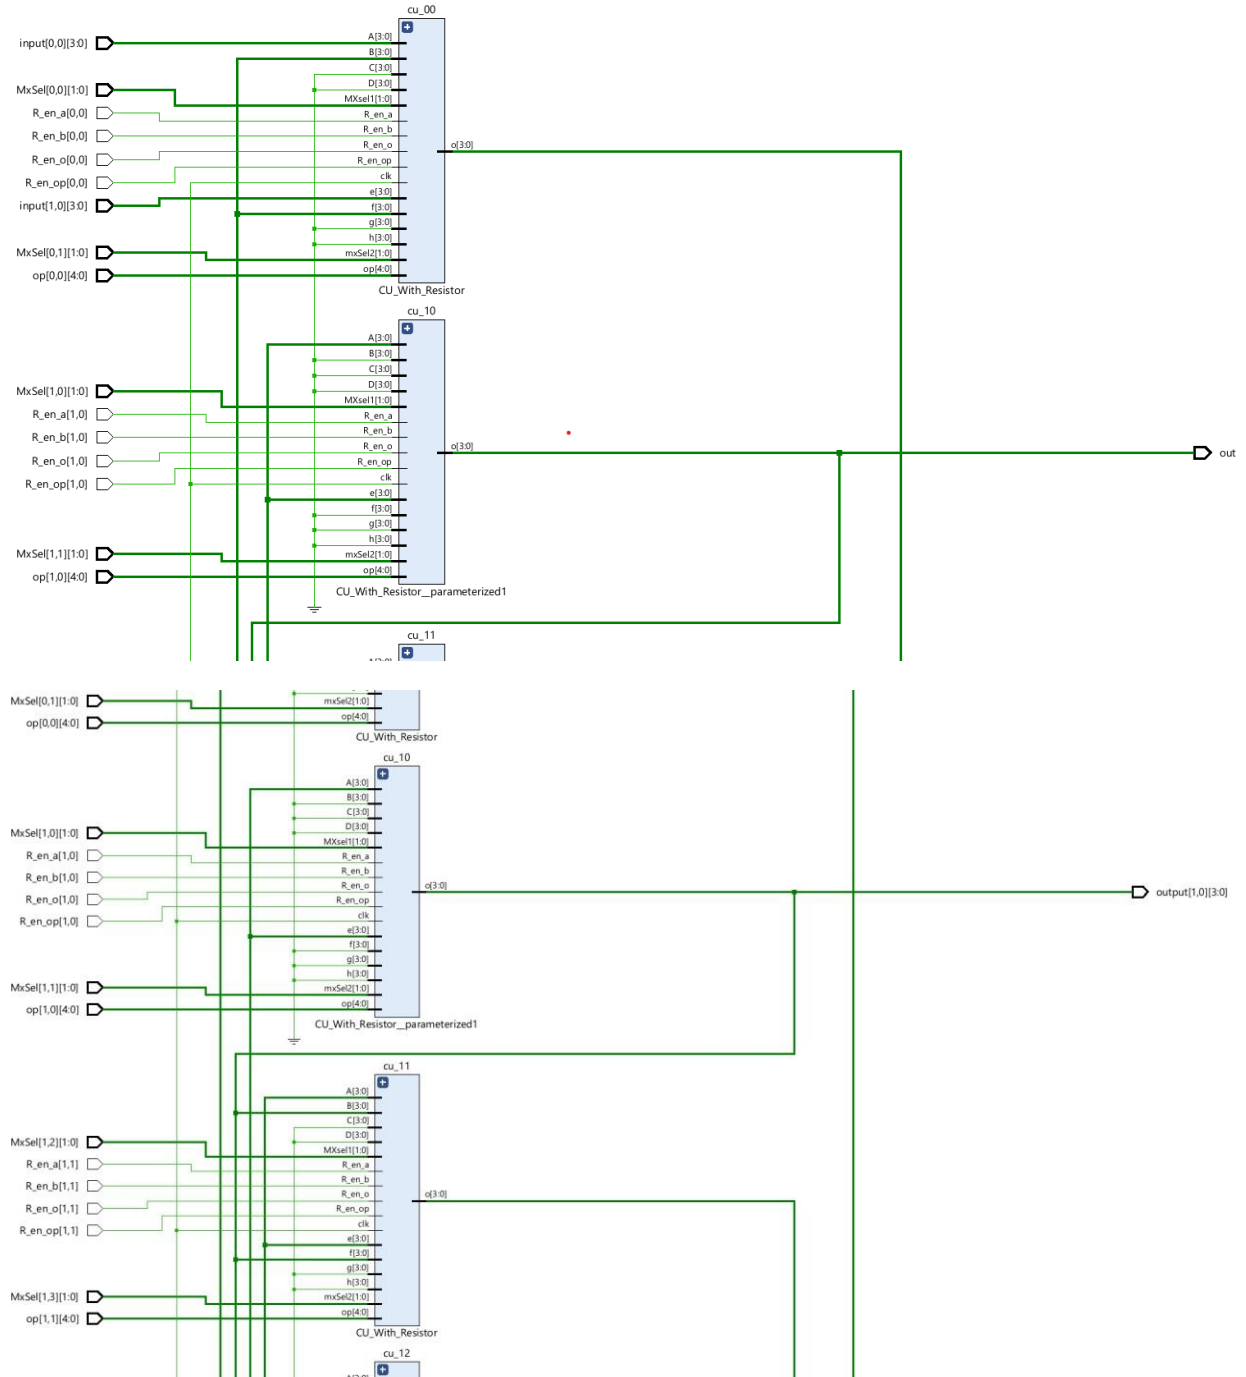 cu_00
input[0,0][3:0] A[3:0]
B[3:0]
C[3:0]
D[3:0]
MxSel[0,0][1:0] MXsel1[1:0]
R_en_a[0,0] R_en_a
R_en_b[0,0] R_en_b
R_en_o[0,0] R_en_o o[3:0]
R_en_op[0,0] R_en_op
clk
input[1,0][3:0] e[3:0]
f[3:0]
g[3:0]
h[3:0]
MxSel[0,1][1:0] mxSel2[1:0]
op[0,0][4:0] op[4:0]
CU_With_Resistor
cu_10
A[3:0]
B[3:0]
C[3:0]
D[3:0]
MxSel[1,0][1:0] MXsel1[1:0]
R_en_a[1,0] R_en_a
R_en_b[1,0] R_en_b
R_en_o[1,0] R_en_o o[3:0] out
R_en_op[1,0] R_en_op
clk
e[3:0]
f[3:0]
g[3:0]
h[3:0]
MxSel[1,1][1:0] mxSel2[1:0]
op[1,0][4:0] op[4:0]
CU_With_Resistor__parameterized1
cu_11
MxSel[0,1][1:0] mxSel2[1:0]
op[0,0][4:0] op[4:0]
CU_With_Resistor
cu_10
A[3:0]
B[3:0]
C[3:0]
D[3:0]
MxSel[1,0][1:0] MXsel1[1:0]
R_en_a[1,0] R_en_a
R_en_b[1,0] R_en_b
R_en_o[1,0] R_en_o o[3:0] output[1,0][3:0]
R_en_op[1,0] R_en_op
clk
e[3:0]
f[3:0]
g[3:0]
h[3:0]
MxSel[1,1][1:0] mxSel2[1:0]
op[1,0][4:0] op[4:0]
CU_With_Resistor__parameterized1
cu_11
A[3:0]
B[3:0]
C[3:0]
D[3:0]
MxSel[1,2][1:0] MXsel1[1:0]
R_en_a[1,1] R_en_a
R_en_b[1,1] R_en_b
R_en_o[1,1] R_en_o o[3:0]
R_en_op[1,1] R_en_op
clk
e[3:0]
f[3:0]
g[3:0]
h[3:0]
MxSel[1,3][1:0] mxSel2[1:0]
op[1,1][4:0] op[4:0]
CU_With_Resistor
cu_12